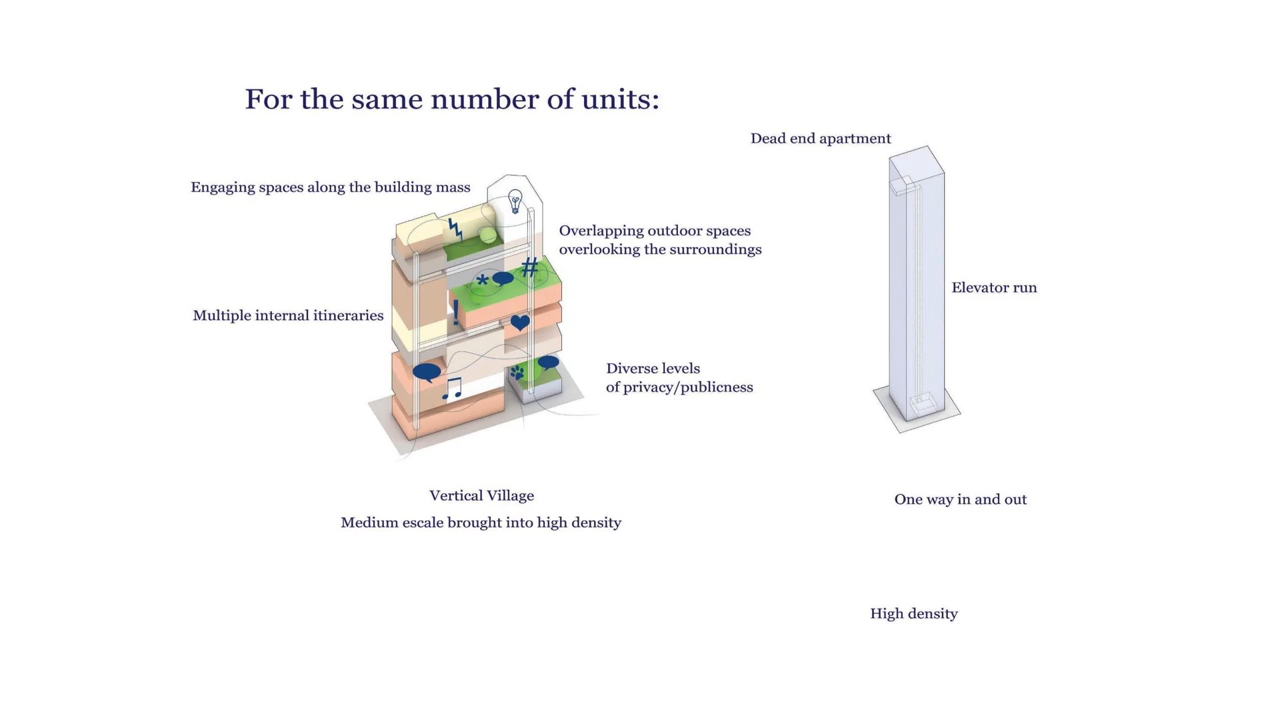 For the same number of units:
Dead end apartment
Engaging spaces along the building mass
Overlapping outdoor spaces
overlooking the surroundings
Elevator run
Multiple internal itineraries
Diverse levels
of privacy/publicness
Vertical Village
One way in and out
Medium escale brought into high density
High density